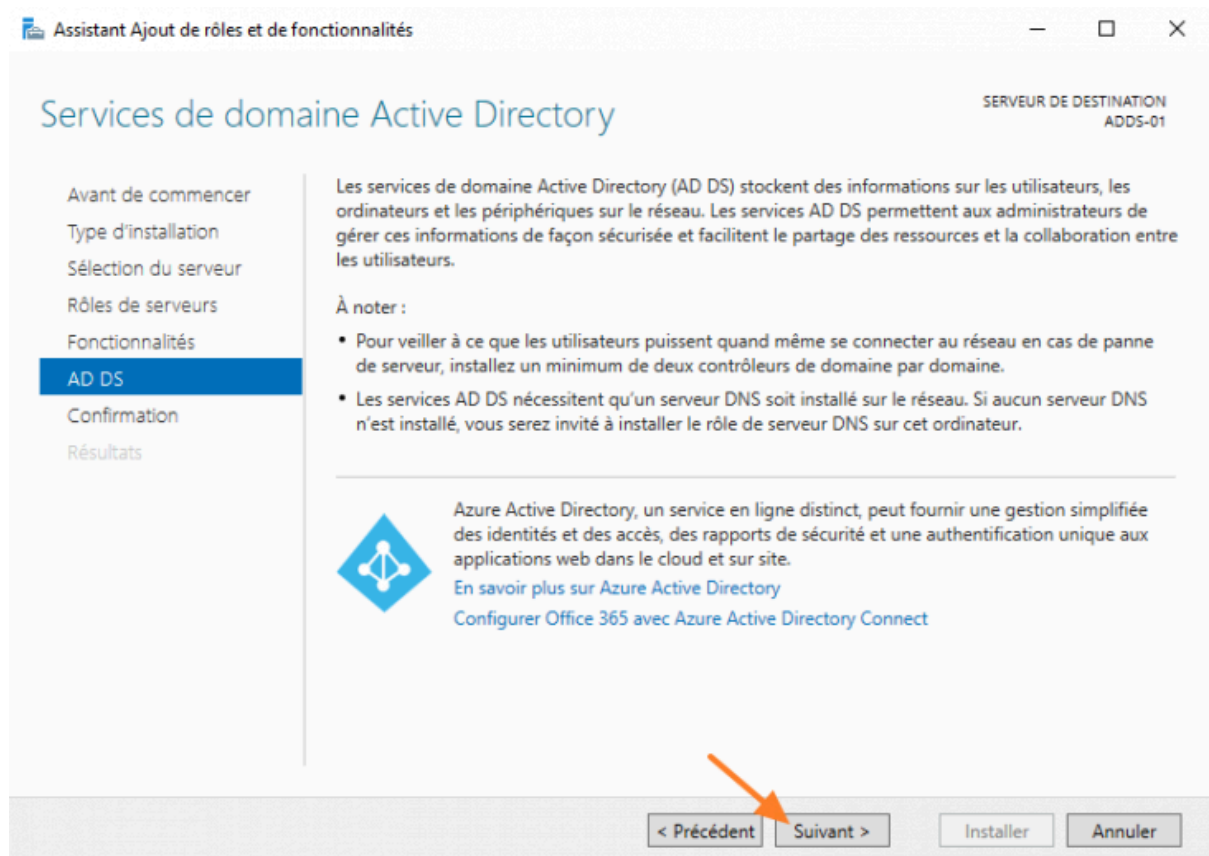 Assistant Ajout de rôles et de fonctionnalités
Services de domaine Active Directory
SERVEUR DE DESTINATION
ADDS-01
Avant de commencer
Type d'installation
Sélection du serveur
Rôles de serveurs
Fonctionnalités
AD DS
Confirmation
Résultats
Les services de domaine Active Directory (AD DS) stockent des informations sur les utilisateurs, les
ordinateurs et les périphériques sur le réseau. Les services AD DS permettent aux administrateurs de
gérer ces informations de façon sécurisée et facilitent le partage des ressources et la collaboration entre
les utilisateurs.
À noter :
• Pour veiller à ce que les utilisateurs puissent quand même se connecter au réseau en cas de panne
de serveur, installez un minimum de deux contrôleurs de domaine par domaine.
• Les services AD DS nécessitent qu'un serveur DNS soit installé sur le réseau. Si aucun serveur DNS
n'est installé, vous serez invité à installer le rôle de serveur DNS sur cet ordinateur.
Azure Active Directory, un service en ligne distinct, peut fournir une gestion simplifiée
des identités et des accès, des rapports de sécurité et une authentification unique aux
applications web dans le cloud et sur site.
En savoir plus sur Azure Active Directory
Configurer Office 365 avec Azure Active Directory Connect
< Précédent
Suivant >
Installer
Annuler